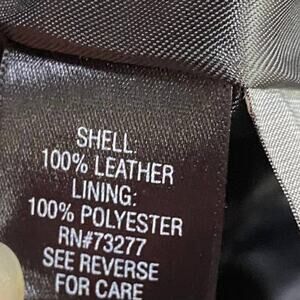 SHELL
100% LEATHER
LINING:
100% POLYESTER
RN#73277
SEE REVERSE
FOR CARE